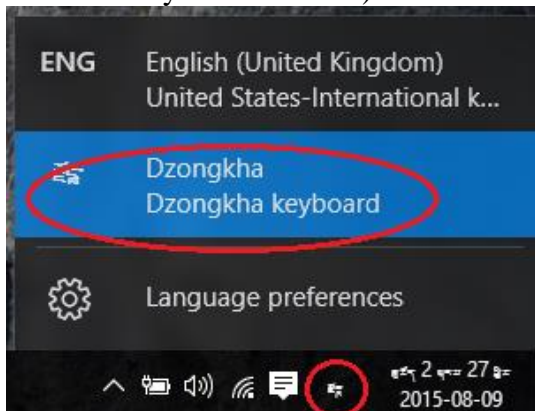 ENG English (United Kingdom)
United States-International k...
Dzongkha
Dzongkha keyboard
Language preferences
2 27
2015-08-09